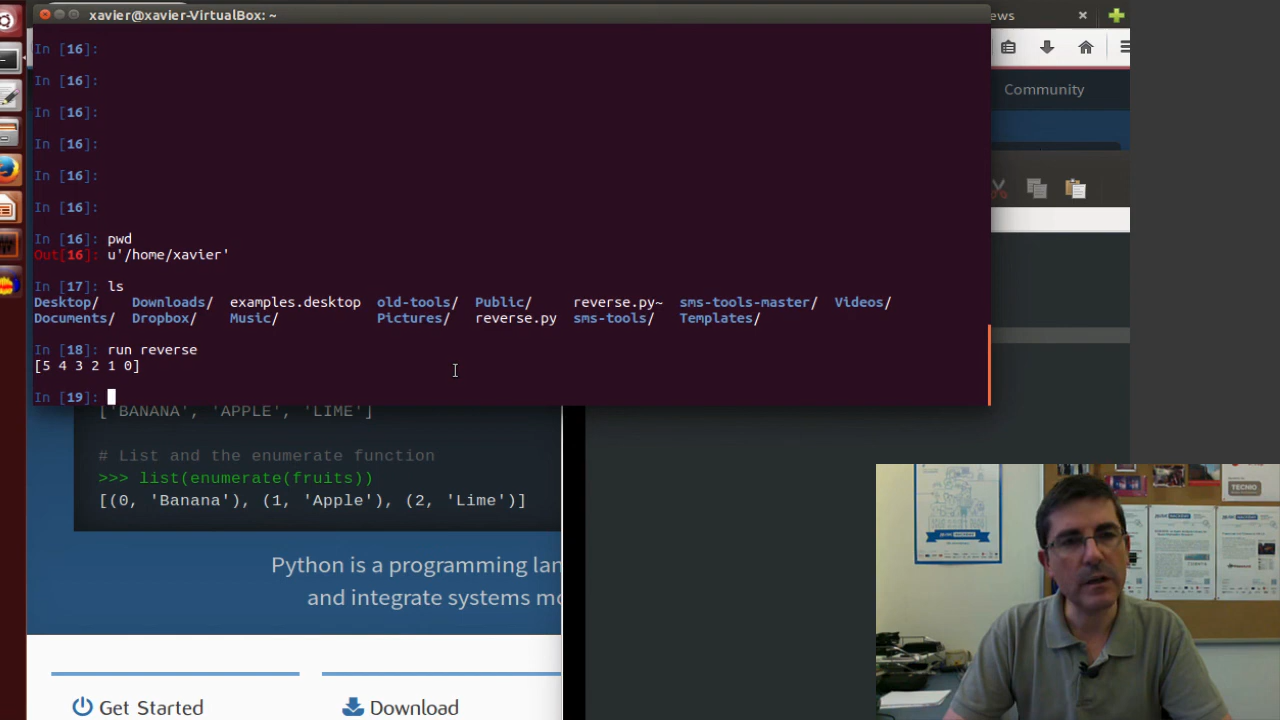 xavier@xavier-VirtualBox: ~
ews
In [16]:
In [16]:
In [16]:
In [16]:
In [16]:
In [16]:
In [16]: pwd
Out[16]: u'/home/xavier'
In [17]: ls
Desktop/ Downloads/ examples.desktop old-tools/ Public/ reverse.py~ sms-tools-master/ Videos/
Documents/ Dropbox/ Music/ Pictures/ reverse.py sms-tools/ Templates/
In [18]: run reverse
[5 4 3 2 1 0]
In [19]:
Community
['BANANA', 'APPLE', 'LIME']
# List and the enumerate function
>>> list(enumerate(fruits))
[(0, 'Banana'), (1, 'Apple'), (2, 'Lime')]
Python is a programming lan
and integrate systems mo
Get Started
Download
TECNIO